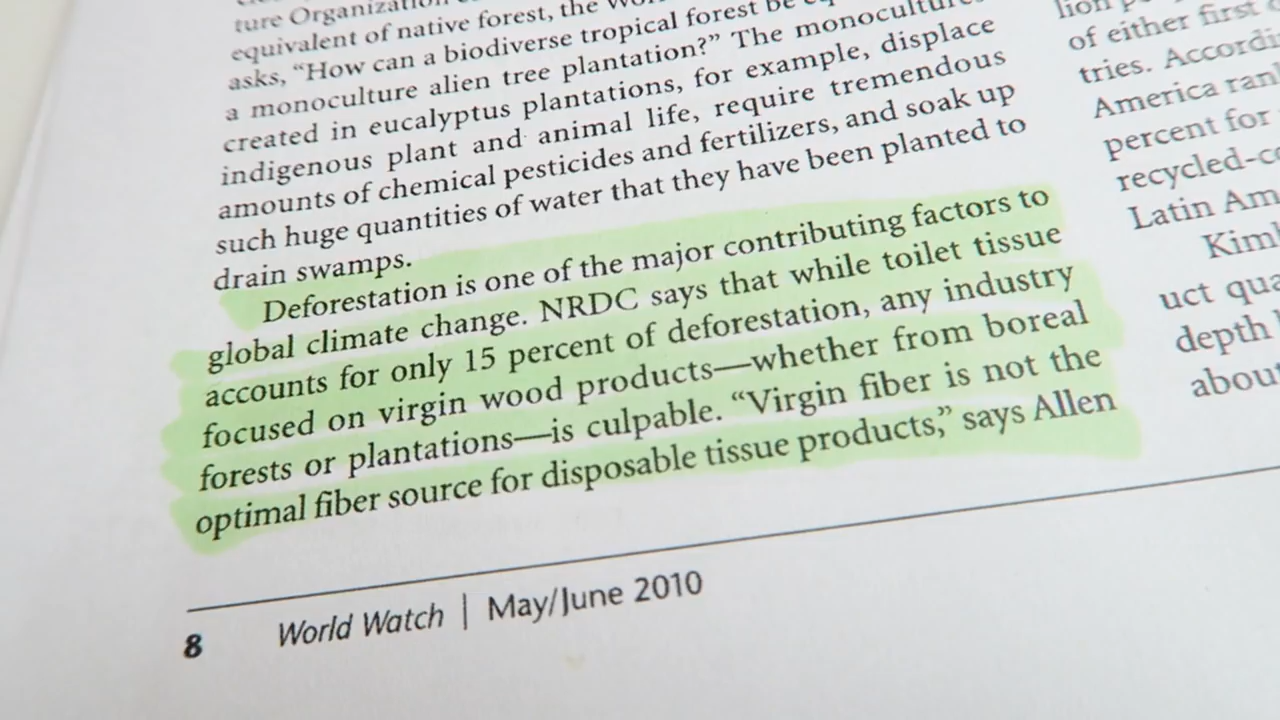 ture Organization
equivalent of native forest, the
asks, “How can a biodiverse tropical forest be
a monoculture alien tree plantation?” The monocultures
created in eucalyptus plantations, for example, displace
indigenous plant and animal life, require tremendous
amounts of chemical pesticides and fertilizers, and soak up
such huge quantities of water that they have been planted to
drain swamps.
Deforestation is one of the major contributing factors to
global climate change. NRDC says that while toilet tissue
accounts for only 15 percent of deforestation, any industry
focused on virgin wood products—whether from boreal
forests or plantations—is culpable. “Virgin fiber is not the
optimal fiber source for disposable tissue products,” says Allen
8 World Watch | May/June 2010
lion
of either first
tries. Accordi
America ran
percent for
recycled-co
Latin Am
Kiml
uct qua
depth
about